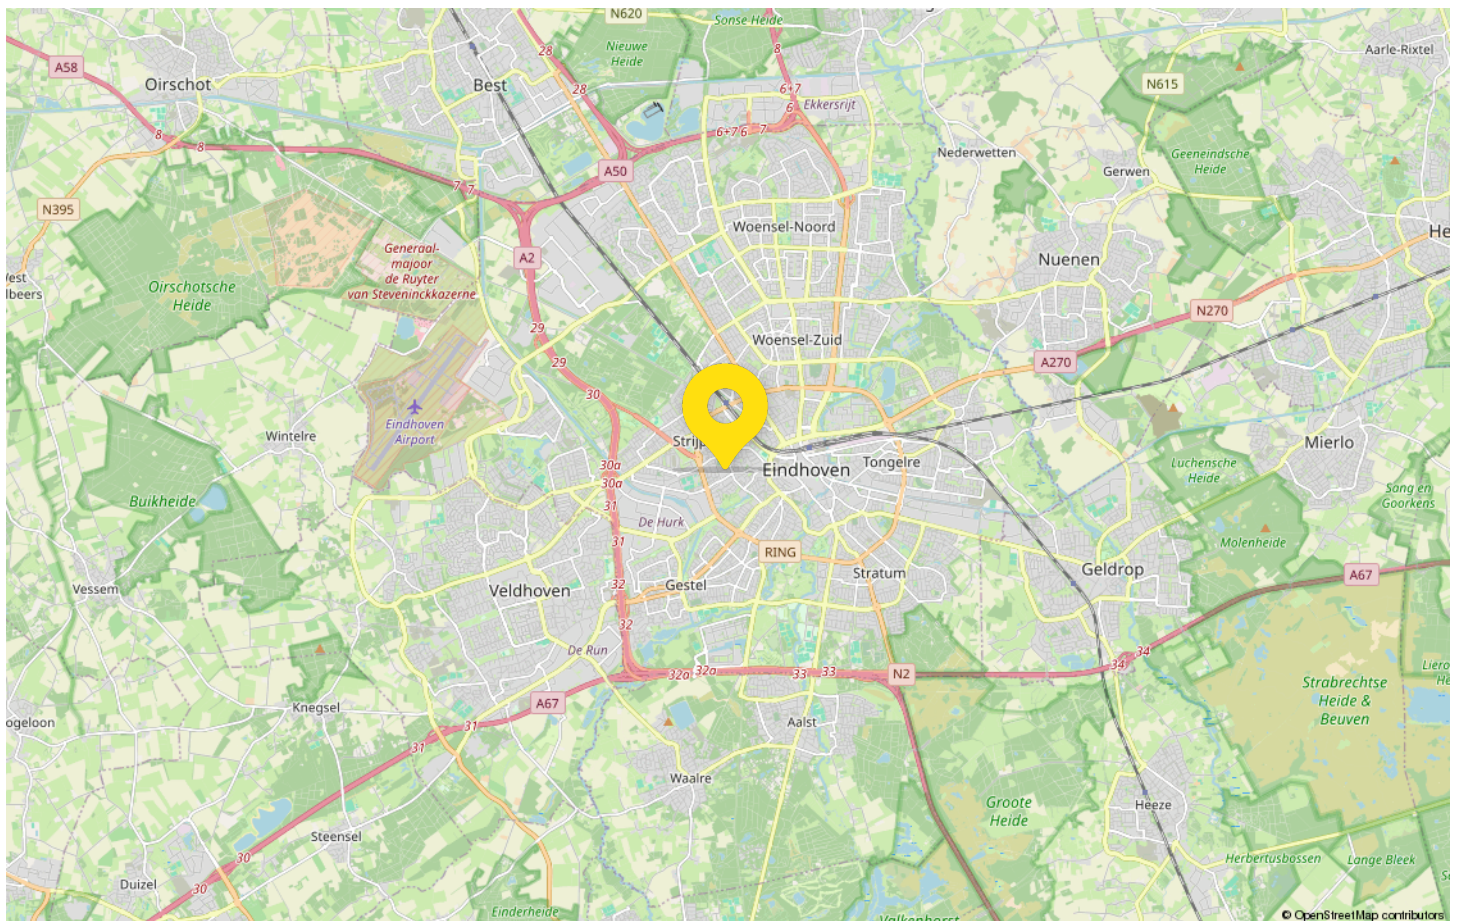 N620
Sonse Heide
28
Nieuwe
Heide
8
Aarle-Rixtel
A58
Oirschot
Best
28
6+7
N615
6
Ekkersrijt
8
8
6+7 6 7
Nederwetten
Geeneindsche
Heide
A50
Gerwen
7 7
N395
Woensel-Noord
He
Generaal-
majoor
de Ruyter
van Steveninckkazerne
A2
Nuenen
Oirschotsche
Heide
29
N270
Woensel-Zuid
29
A270
30
Eindhoven
Airport
Wintelre
Strijp
Mierlo
30a
30a
Eindhoven
Tongelre
Luchensche
Heide
Buikheide
31
De Hurk
Sang en
Goorkens
31
RING
Molenheide
Vessem
32
Gestel
Stratum
Geldrop
A67
Veldhoven
32
De Run
34
34
32a 32a
33 33
N2
Strabrechtse
Heide &
Beuven
Knegsel
A67
31
Aalst
31
Waalre
Groote
Heide
Heeze
Steensel
30
Herbertusbossen
Lange Bleek
Duizel
30
Einderheide
Valkenhorst
© OpenStreetMap contributors